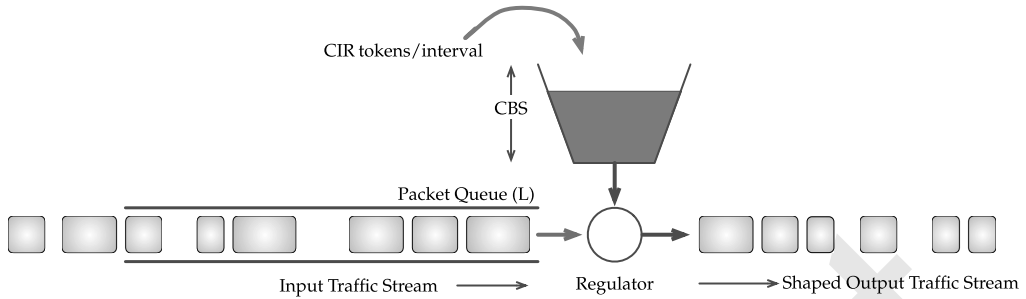 CIR tokens/interval
CBS
Packet Queue (L)
Input Traffic Stream
Regulator
Shaped Output Traffic Stream